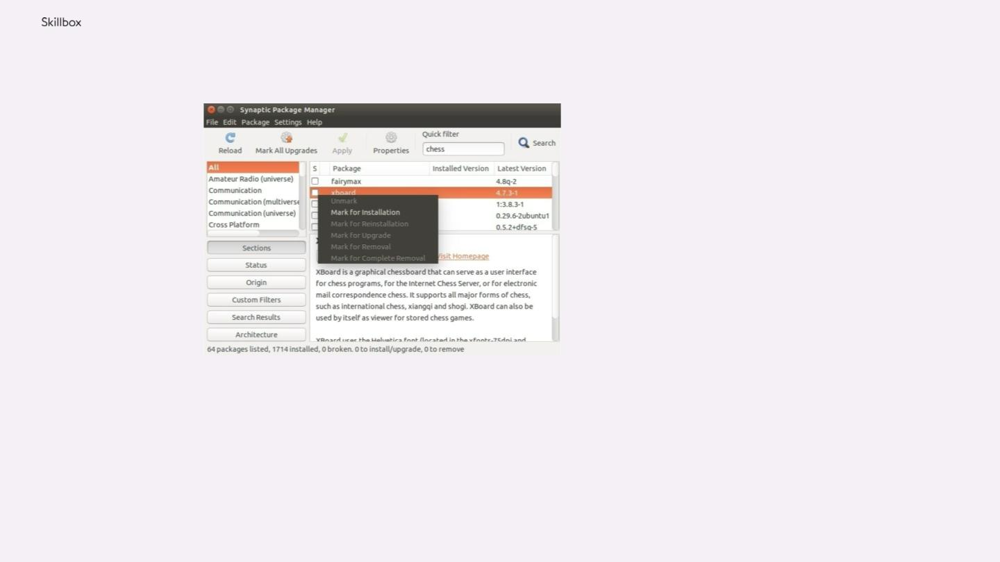 Skillbox
Synaptic Package Manager
File Edit Package Settings Help
Reload
Mark All Upgrades
Apply
Properties
Quick filter
chess
Search
All
Amateur Radio (universe)
Communication
Communication (multiverse
Communication (universe)
Cross Platform
Sections
Status
Origin
Custom Filters
Search Results
Architecture
S Package Installed Version Latest Version
fairymax 4.8q-2
xboard 4.7.3-1
1:3.8.3-1
0.29.6-2ubuntu1
0.5.2+dfsg-5
Unmark
Mark for Installation
Mark for Reinstallation
Mark for Upgrade
Mark for Removal
Mark for Complete Removal
Visit Homepage
XBoard is a graphical chessboard that can serve as a user interface
for chess programs, for the Internet Chess Server, or for electronic
mail correspondence chess. It supports all major forms of chess,
such as international chess, xiangqi and shogi. XBoard can also be
used by itself as viewer for stored chess games.
XBoard uses the Helvetica font (located in the xfonts-75dpi and
64 packages listed, 1714 installed, 0 broken. 0 to install/upgrade, 0 to remove